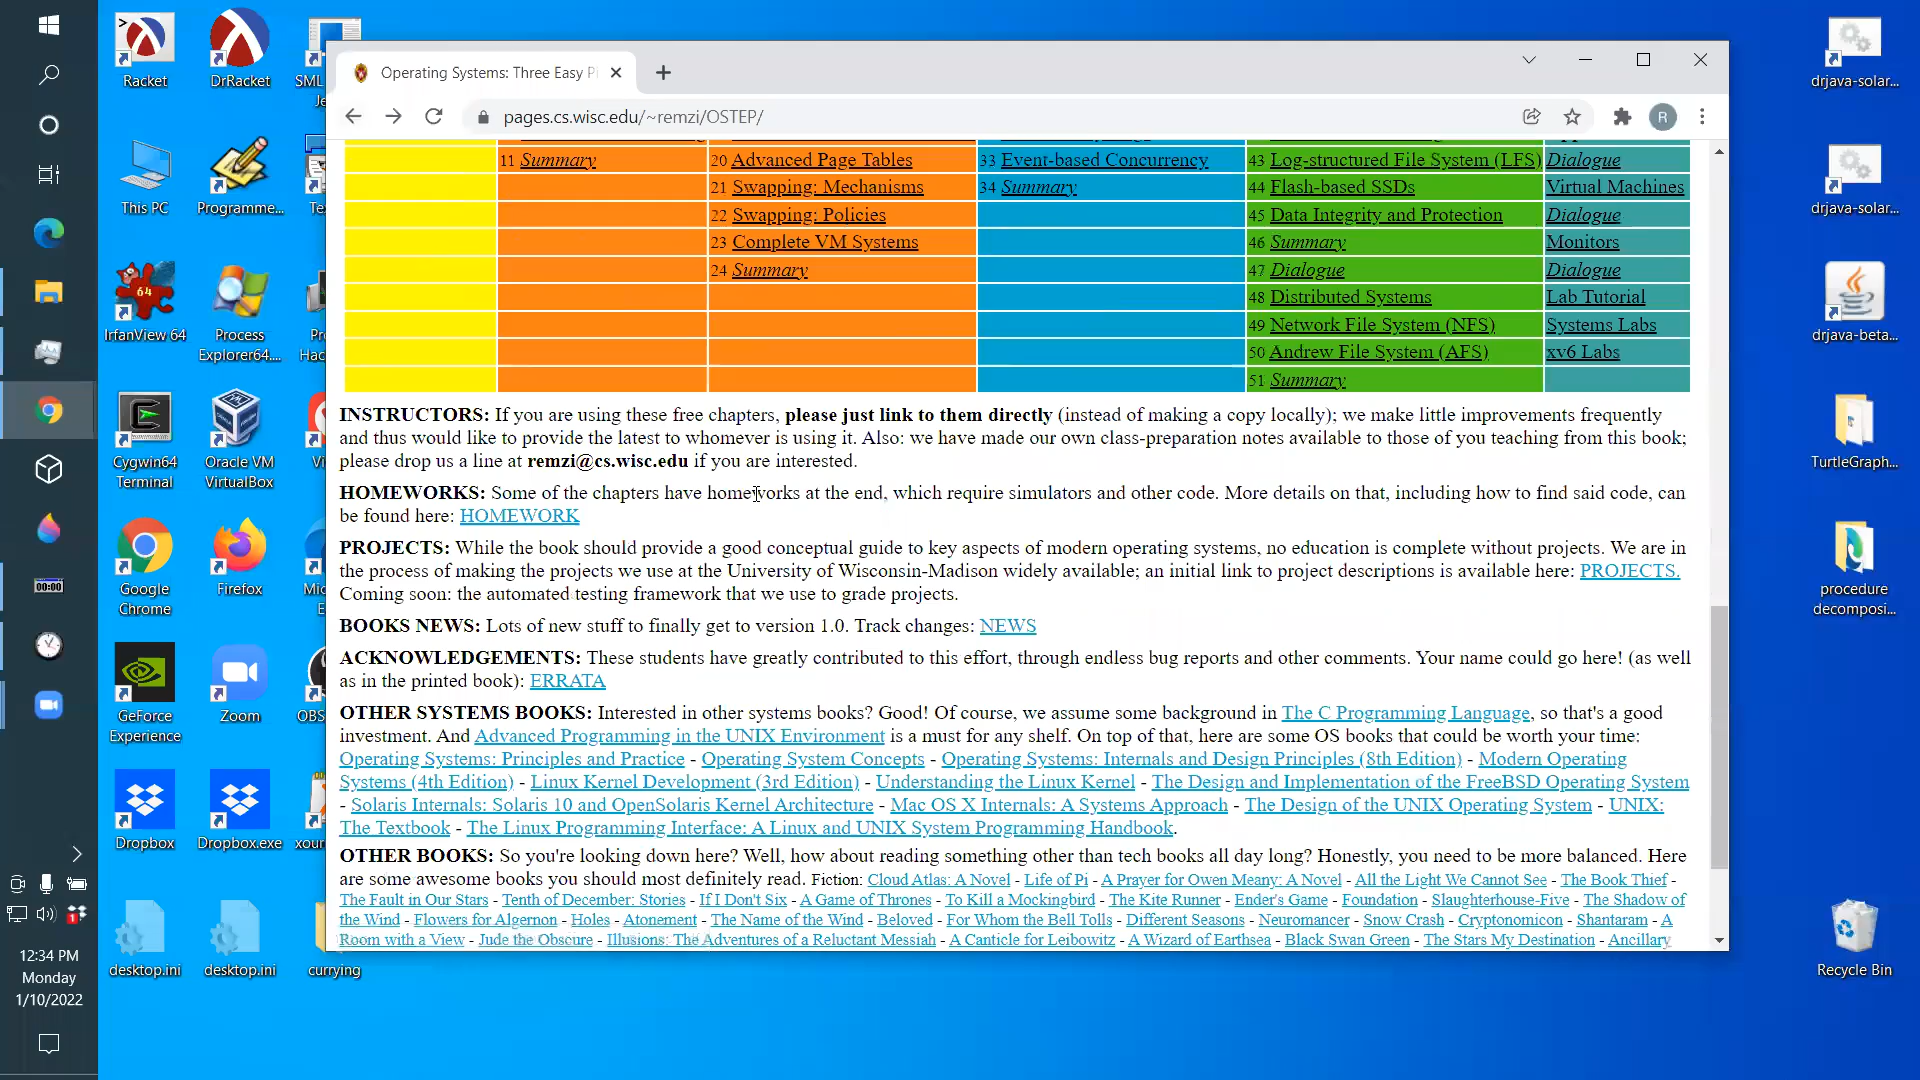 Racket
DrRacket
SML
Je
This PC
Programme...
Te
IrfanView 64
Process
Explorer64....
Pr
Hac
Cygwin64
Terminal
Oracle VM
VirtualBox
Vi
Google
Chrome
Firefox
Mic
E
GeForce
Experience
Zoom
OBS
Dropbox
Dropbox.exe
xour
desktop.ini
desktop.ini
currying
00:00
12:34 PM
Monday
1/10/2022
Operating Systems: Three Easy Pi
pages.cs.wisc.edu/~remzi/OSTEP/
R
11 Summary 20 Advanced Page Tables 33 Event-based Concurrency 43 Log-structured File System (LFS) Dialogue
21 Swapping: Mechanisms 34 Summary 44 Flash-based SSDs Virtual Machines
22 Swapping: Policies 45 Data Integrity and Protection Dialogue
23 Complete VM Systems 46 Summary Monitors
24 Summary 47 Dialogue Dialogue
48 Distributed Systems Lab Tutorial
49 Network File System (NFS) Systems Labs
50 Andrew File System (AFS) xv6 Labs
51 Summary
INSTRUCTORS: If you are using these free chapters, please just link to them directly (instead of making a copy locally); we make little improvements frequently
and thus would like to provide the latest to whomever is using it. Also: we have made our own class-preparation notes available to those of you teaching from this book;
please drop us a line at remzi@cs.wisc.edu if you are interested.
HOMEWORKS: Some of the chapters have homeworks at the end, which require simulators and other code. More details on that, including how to find said code, can
be found here: HOMEWORK
PROJECTS: While the book should provide a good conceptual guide to key aspects of modern operating systems, no education is complete without projects. We are in
the process of making the projects we use at the University of Wisconsin-Madison widely available; an initial link to project descriptions is available here: PROJECTS.
Coming soon: the automated testing framework that we use to grade projects.
BOOKS NEWS: Lots of new stuff to finally get to version 1.0. Track changes: NEWS
ACKNOWLEDGEMENTS: These students have greatly contributed to this effort, through endless bug reports and other comments. Your name could go here! (as well
as in the printed book): ERRATA
OTHER SYSTEMS BOOKS: Interested in other systems books? Good! Of course, we assume some background in The C Programming Language, so that's a good
investment. And Advanced Programming in the UNIX Environment is a must for any shelf. On top of that, here are some OS books that could be worth your time:
Operating Systems: Principles and Practice - Operating System Concepts - Operating Systems: Internals and Design Principles (8th Edition) - Modern Operating
Systems (4th Edition) - Linux Kernel Development (3rd Edition) - Understanding the Linux Kernel - The Design and Implementation of the FreeBSD Operating System
- Solaris Internals: Solaris 10 and OpenSolaris Kernel Architecture - Mac OS X Internals: A Systems Approach - The Design of the UNIX Operating System - UNIX:
The Textbook - The Linux Programming Interface: A Linux and UNIX System Programming Handbook.
OTHER BOOKS: So you're looking down here? Well, how about reading something other than tech books all day long? Honestly, you need to be more balanced. Here
are some awesome books you should most definitely read. Fiction: Cloud Atlas: A Novel - Life of Pi - A Prayer for Owen Meany: A Novel - All the Light We Cannot See - The Book Thief -
The Fault in Our Stars - Tenth of December: Stories - If I Don't Six - A Game of Thrones - To Kill a Mockingbird - The Kite Runner - Ender's Game - Foundation - Slaughterhouse-Five - The Shadow of
the Wind - Flowers for Algernon - Holes - Atonement - The Name of the Wind - Beloved - For Whom the Bell Tolls - Different Seasons - Neuromancer - Snow Crash - Cryptonomicon - Shantaram - A
Room with a View - Jude the Obscure - Illusions: The Adventures of a Reluctant Messiah - A Canticle for Leibowitz - A Wizard of Earthsea - Black Swan Green - The Stars My Destination - Ancillary
drjava-solar...
drjava-solar...
drjava-beta...
TurtleGraph...
procedure
decomposi...
Recycle Bin